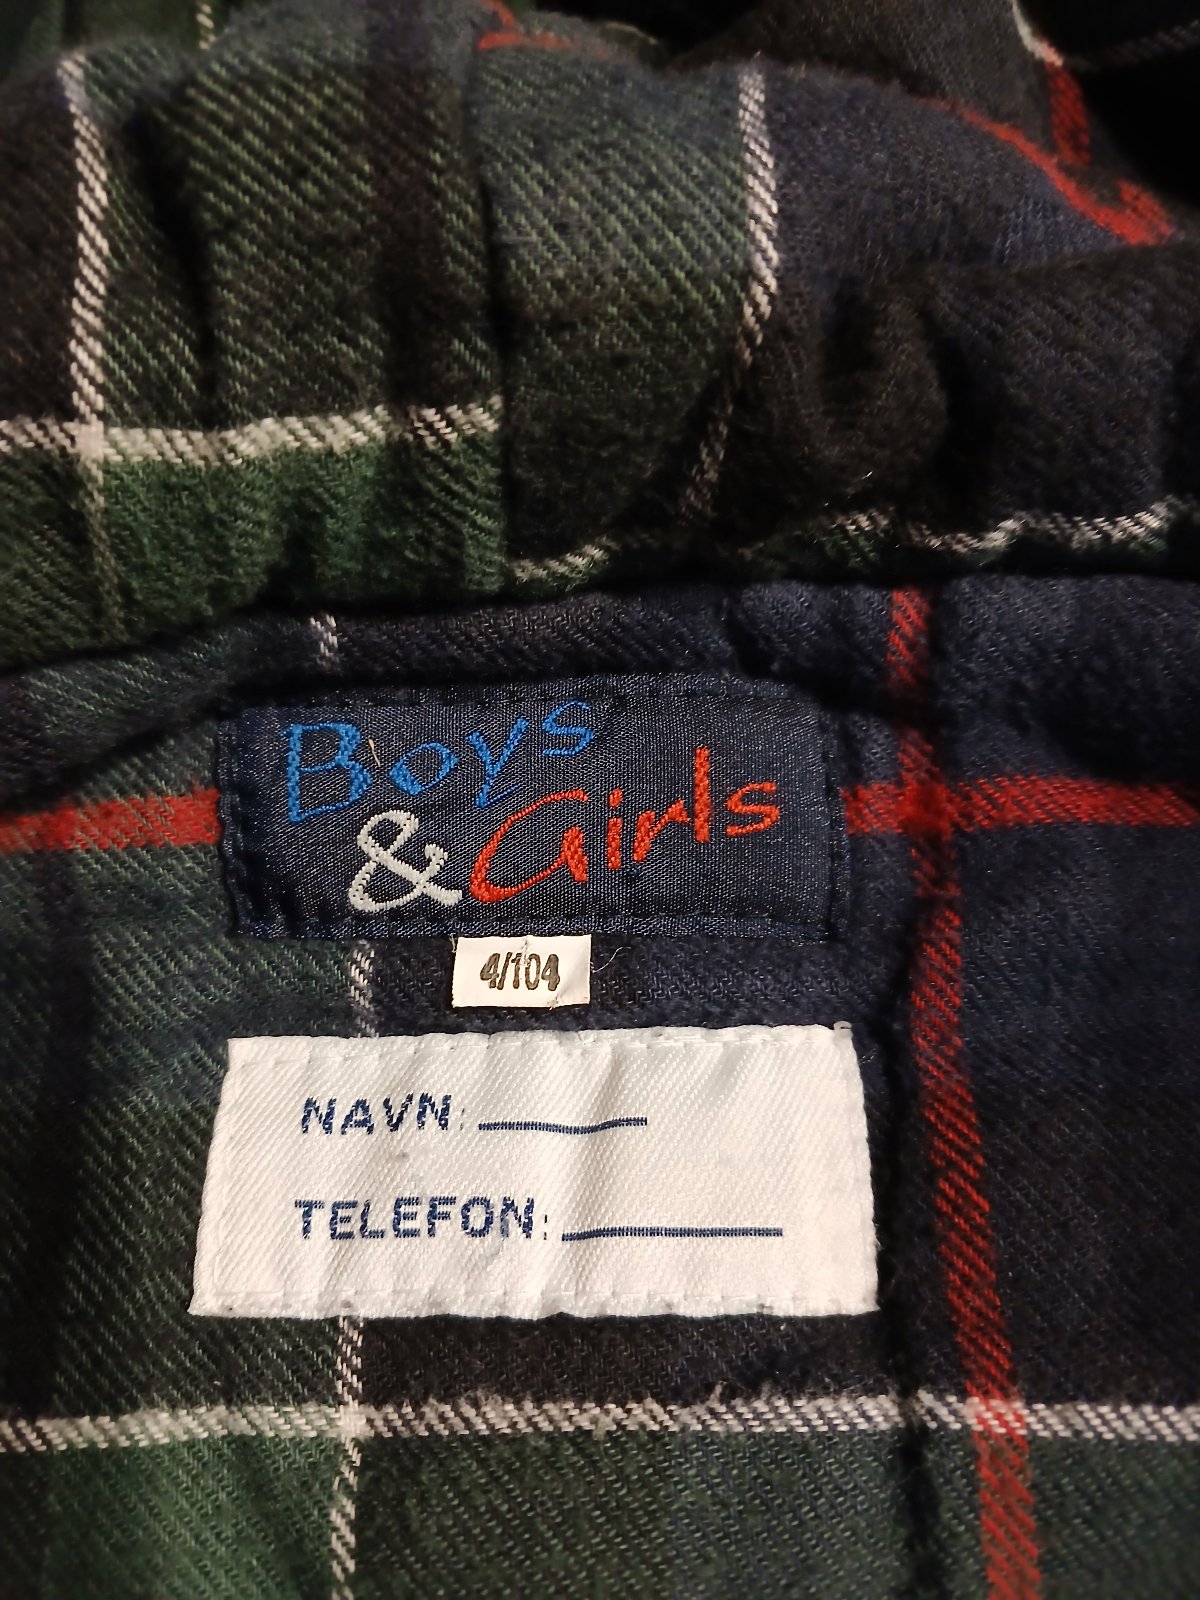 Boys
& Girls
4/104
NAVN:
TELEFON: